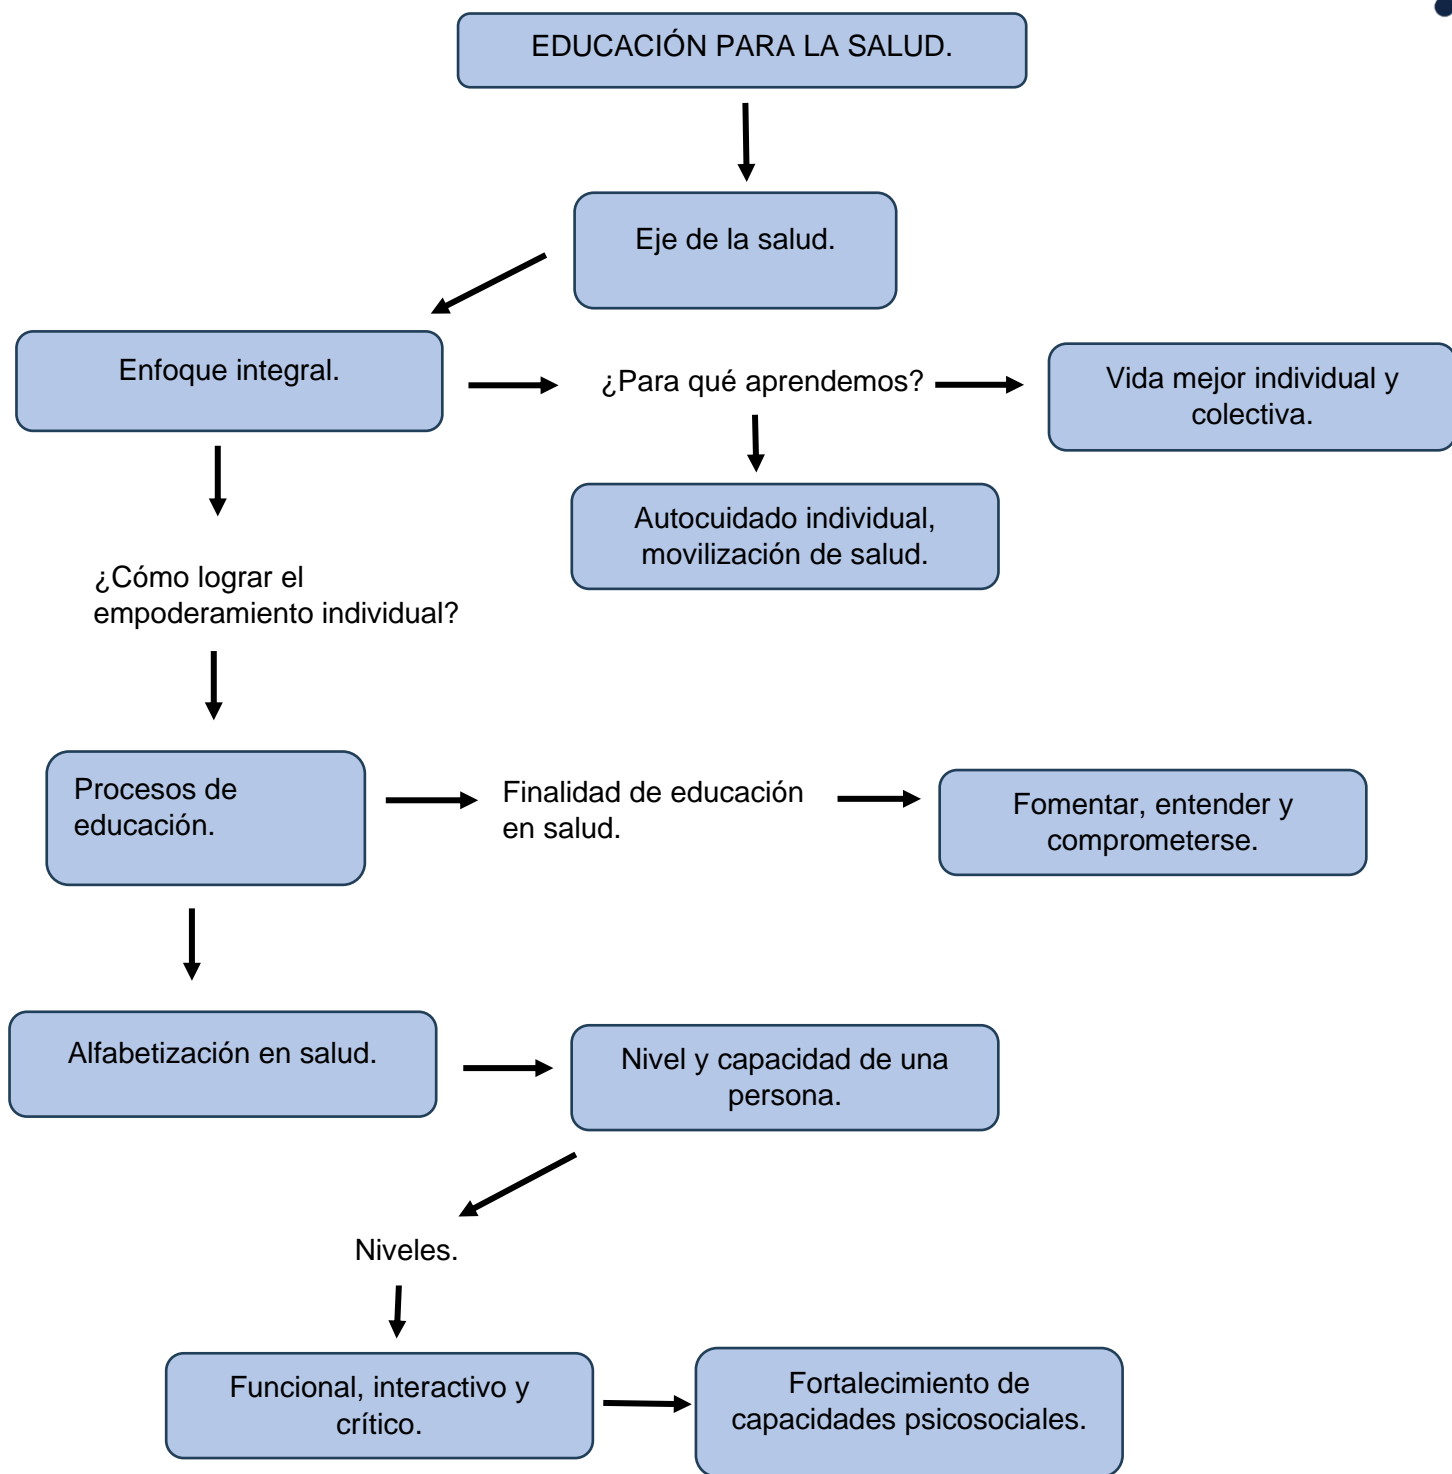 EDUCACIÓN PARA LA SALUD.
Eje de la salud.
Enfoque integral.
¿Para qué aprendemos?
Vida mejor individual y
colectiva.
Autocuidado individual,
movilización de salud.
¿Cómo lograr el
empoderamiento individual?
Procesos de
educación.
Finalidad de educación
en salud.
Fomentar, entender y
comprometerse.
Alfabetización en salud.
Nivel y capacidad de una
persona.
Niveles.
Funcional, interactivo y
crítico.
Fortalecimiento de
capacidades psicosociales.